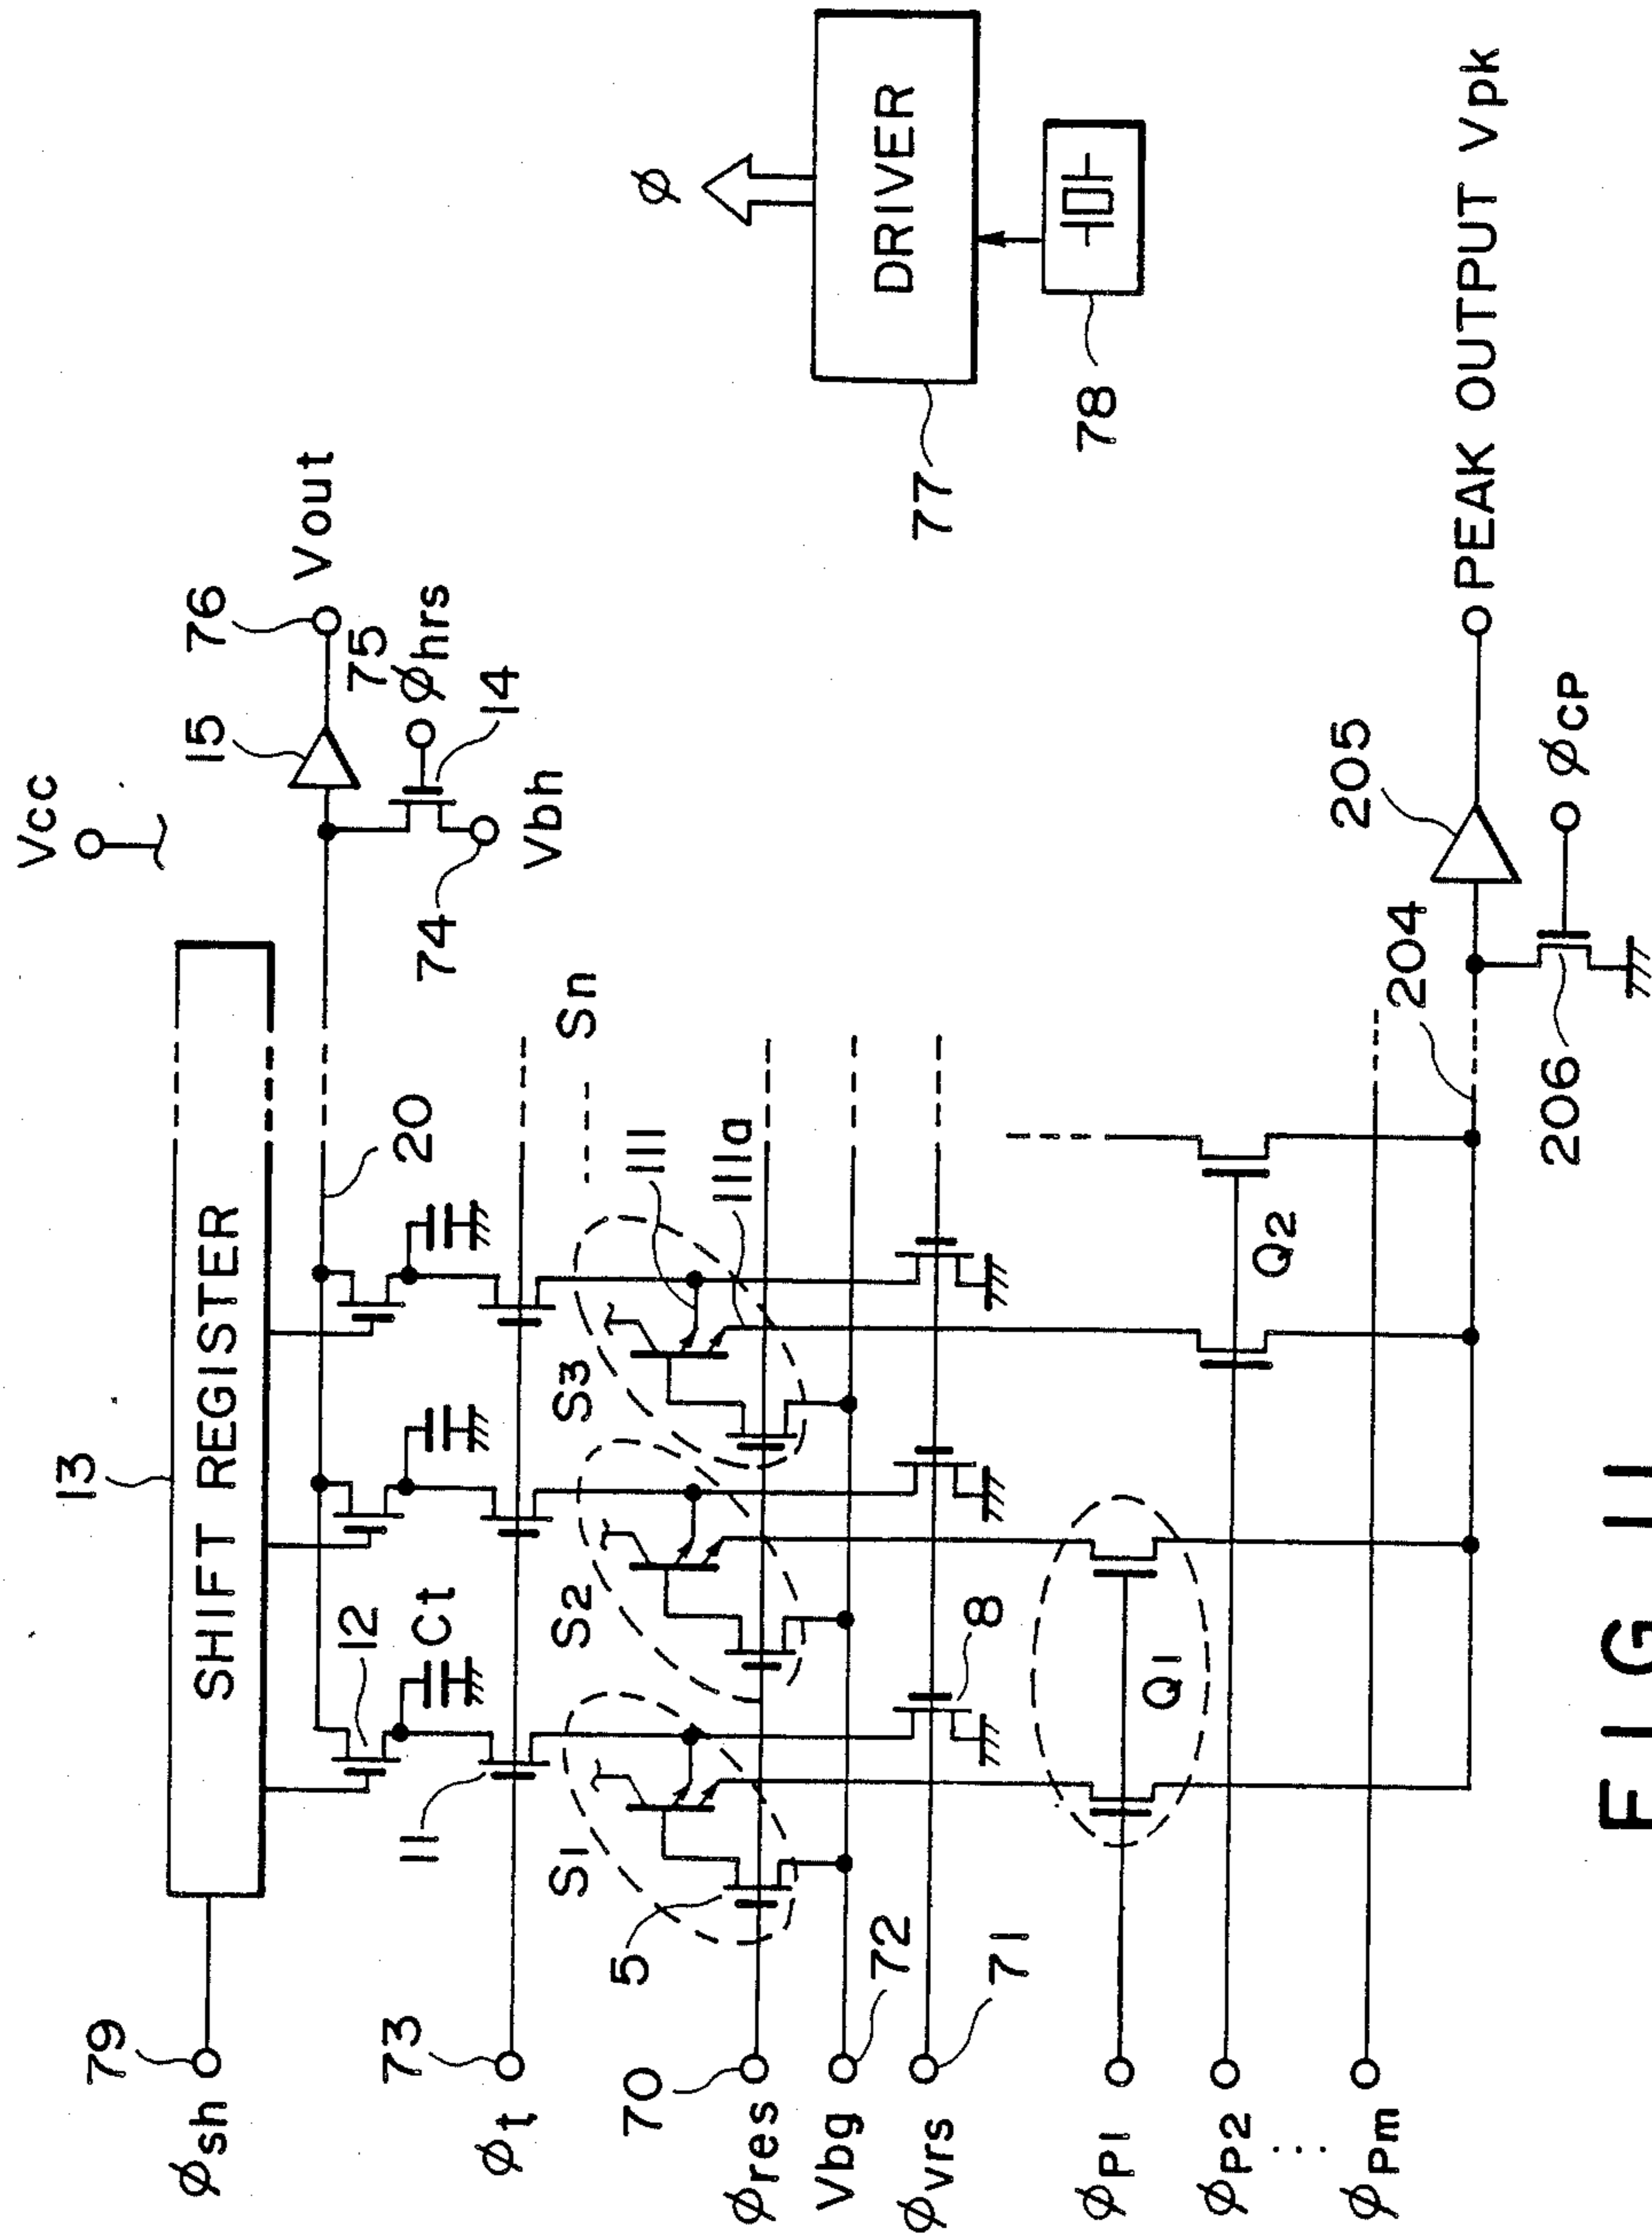 Vcc
13
SHIFT REGISTER
79
ϕsh
15
76
Vout
75
ϕhrs
14
74
Vbh
20
12
Ct
11
73
ϕt
S1
S2
S3
Sn
111
111a
5
70
ϕres
72
Vbg
8
71
ϕvrs
ϕ
DRIVER
77
78
Q1
Q2
ϕP1
ϕP2
...
ϕPm
204
205
206
ϕCP
PEAK OUTPUT Vpk
FIG 11